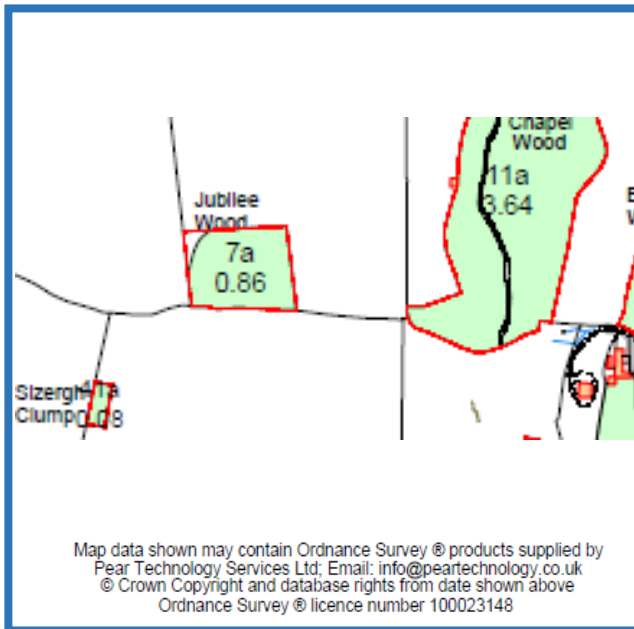 Chapel
Wood
11a
3.64
Jubilee
Wood
7a
0.86
Sizergh
Clump
0.08
Map data shown may contain Ordnance Survey ® products supplied by
Pear Technology Services Ltd; Email: info@peartechnology.co.uk
© Crown Copyright and database rights from date shown above
Ordnance Survey ® licence number 100023148